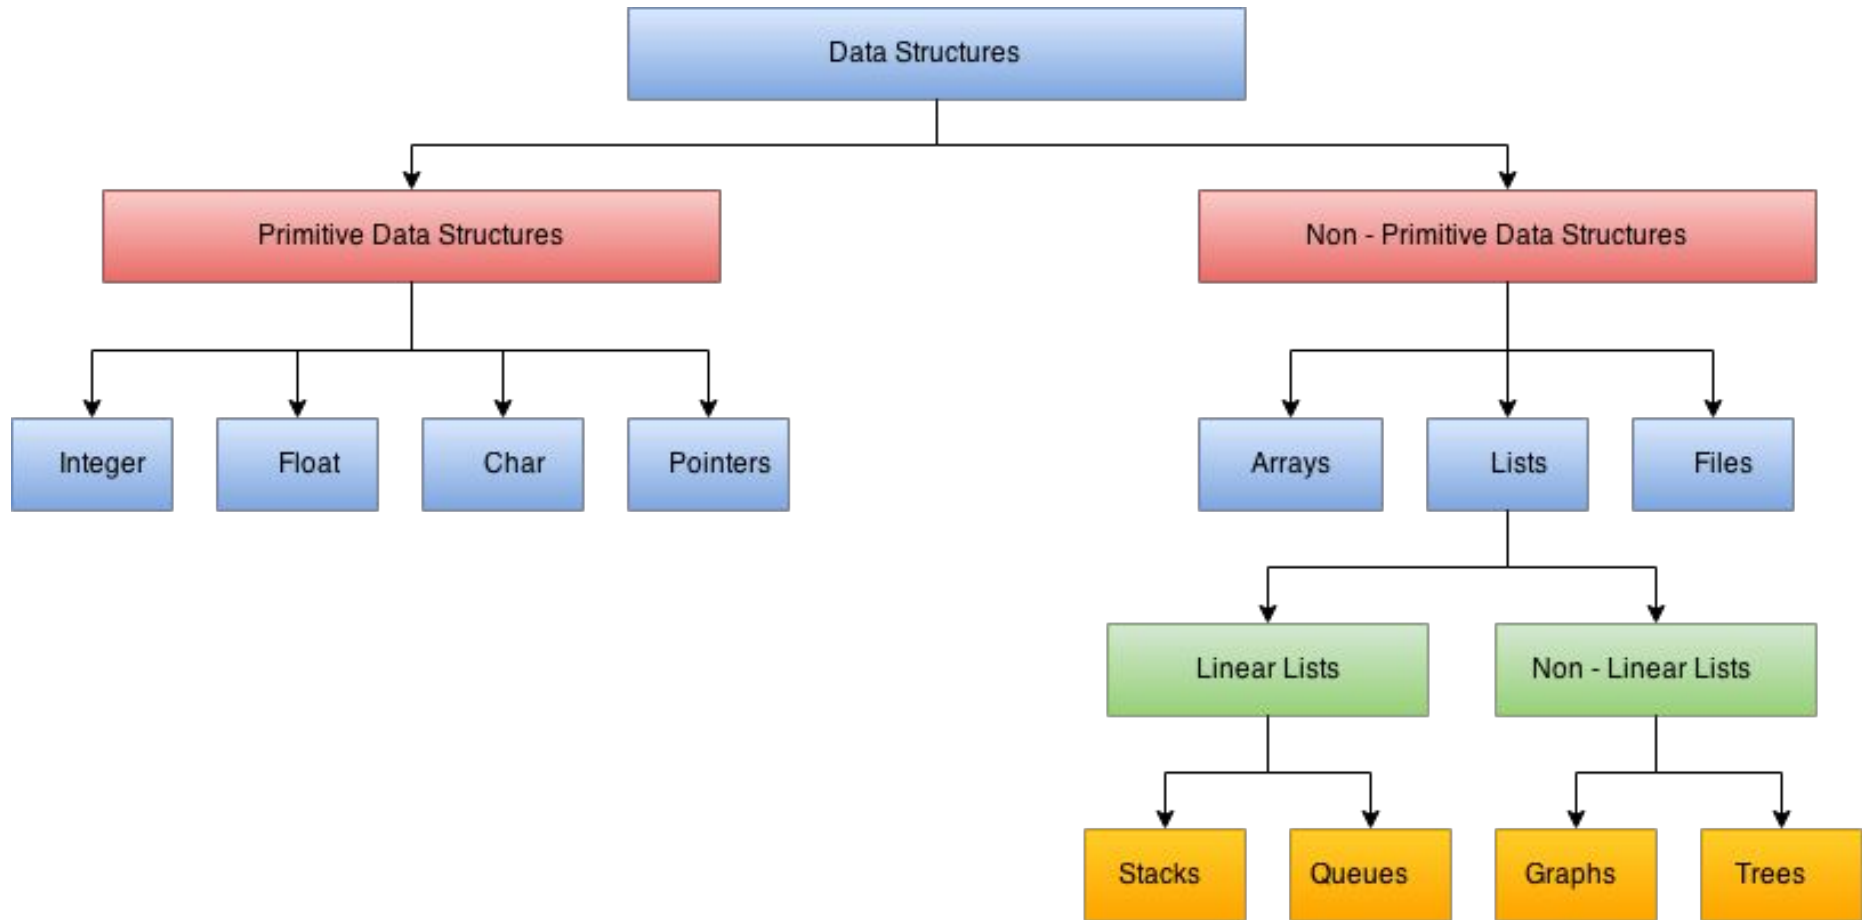 Data Structures
Primitive Data Structures
Non - Primitive Data Structures
Integer
Float
Char
Pointers
Arrays
Lists
Files
Linear Lists
Non - Linear Lists
Stacks
Queues
Graphs
Trees